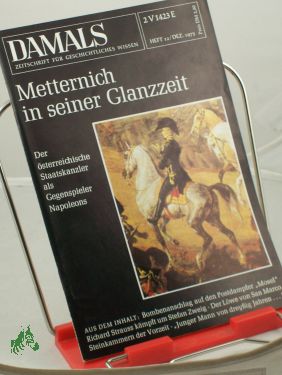 DAMALS
ZEITSCHRIFT FÜR GESCHICHTLICHES WISSEN
2 V 1423 E
HEFT 12/DEZ. 1971
Metternich
in seiner Glanzzeit
Der
österreichische
Staatskanzler
als
Gegenspieler
Napoleons
AUS DEM INHALT: Bombenanschlag auf den Postdampfer „Mosel“
Richard Strauss kämpft um Stefan Zweig · Der Löwe von San Marco
Steinkammern der Vorzeit · Junger Mann von dreißig Jahren ...